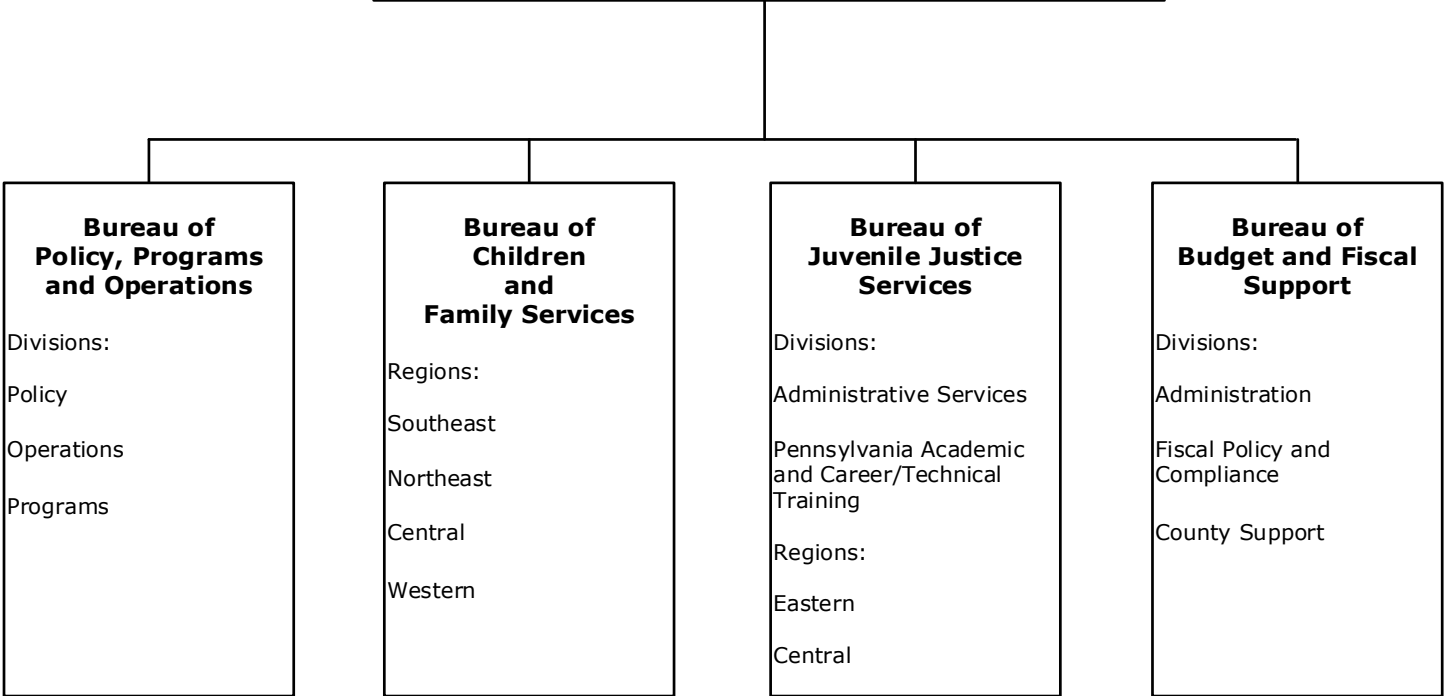 Bureau of
Policy, Programs
and Operations
Divisions:
Policy
Operations
Programs
Bureau of
Children
and
Family Services
Regions:
Southeast
Northeast
Central
Western
Bureau of
Juvenile Justice
Services
Divisions:
Administrative Services
Pennsylvania Academic
and Career/Technical
Training
Regions:
Eastern
Central
Bureau of
Budget and Fiscal
Support
Divisions:
Administration
Fiscal Policy and
Compliance
County Support